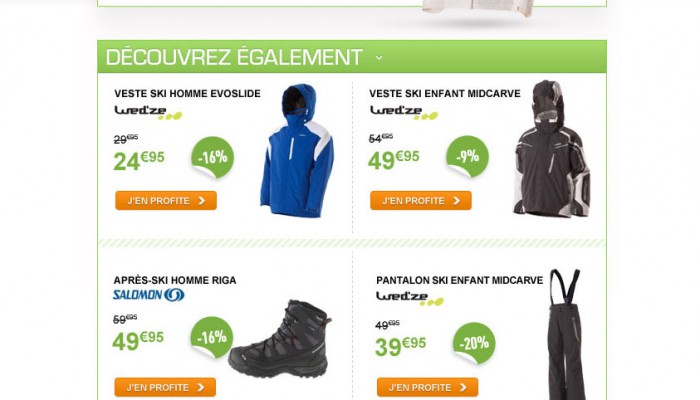 DÉCOUVREZ ÉGALEMENT
VESTE SKI HOMME EVOSLIDE
Wed'ze
29€95
24€95
-16%
J'EN PROFITE
VESTE SKI ENFANT MIDCARVE
Wed'ze
54€95
49€95
-9%
J'EN PROFITE
APRÈS-SKI HOMME RIGA
SALOMON
59€95
49€95
-16%
J'EN PROFITE
PANTALON SKI ENFANT MIDCARVE
Wed'ze
49€95
39€95
-20%
J'EN PROFITE